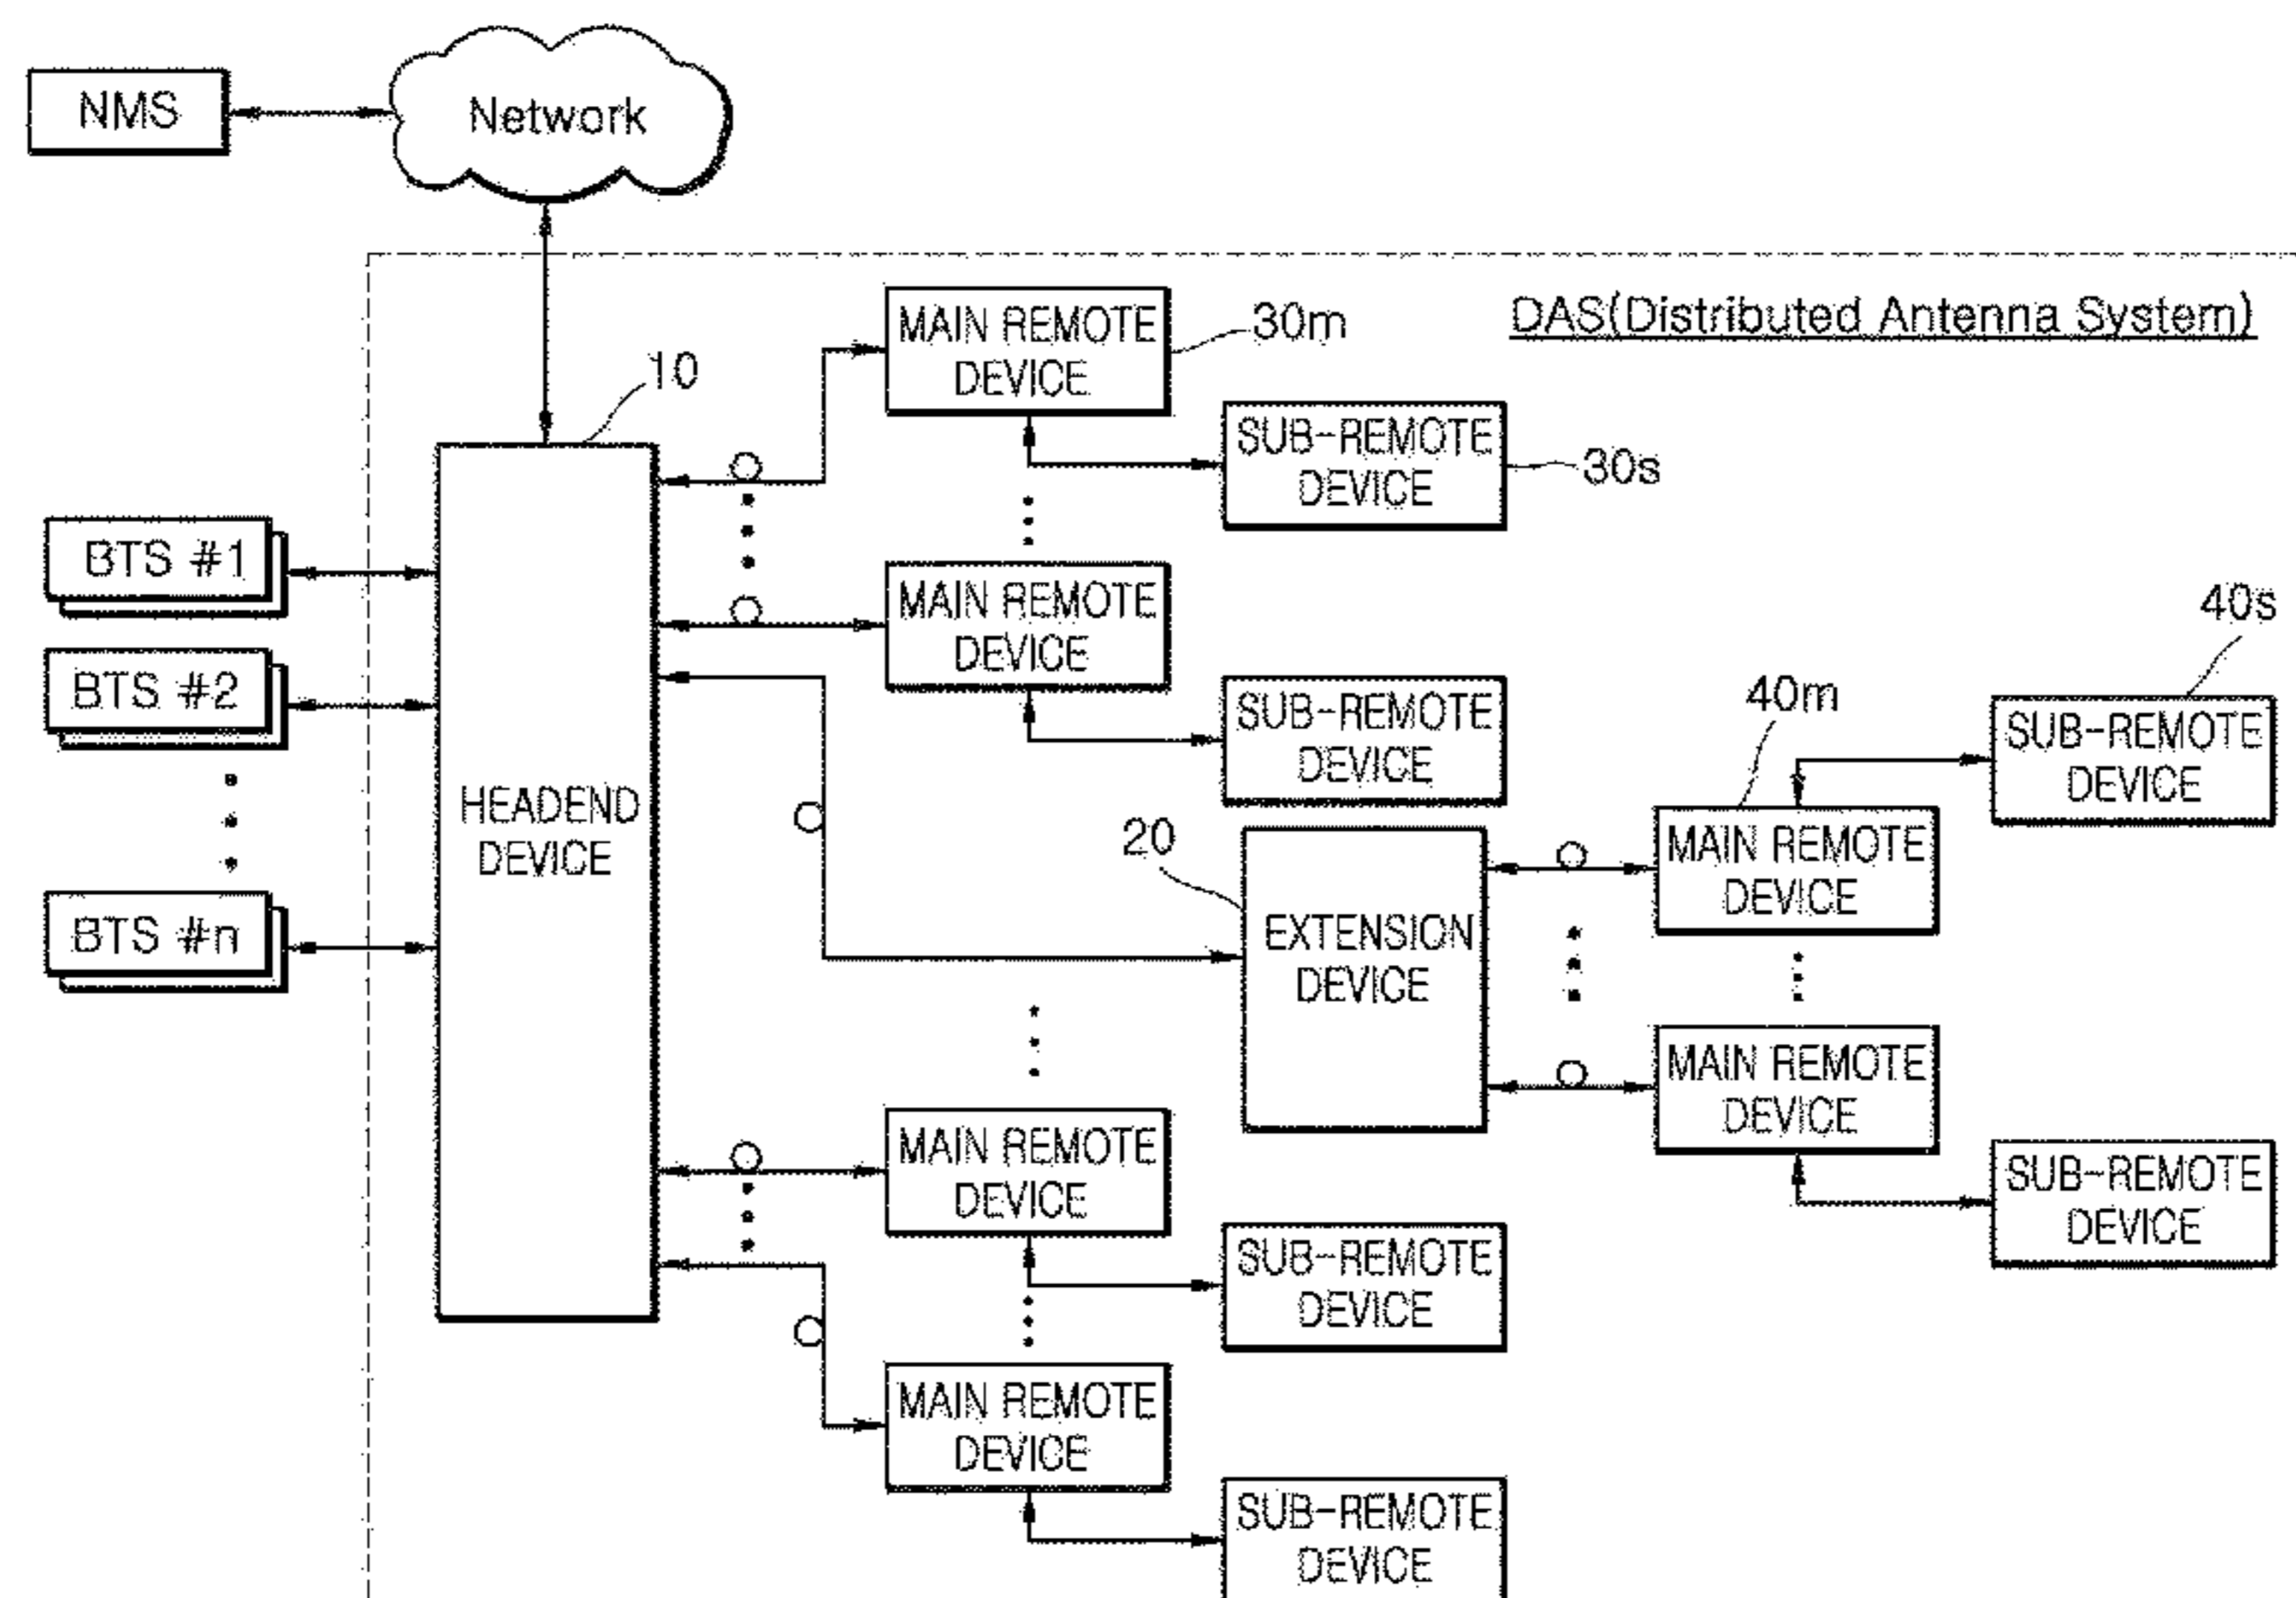 NMS
Network
DAS(Distributed Antenna System)
MAIN REMOTE
DEVICE
30m
10
SUB-REMOTE
DEVICE
30s
BTS #1
MAIN REMOTE
DEVICE
BTS #2
SUB-REMOTE
DEVICE
40s
40m
SUB-REMOTE
DEVICE
HEADEND
DEVICE
20
MAIN REMOTE
DEVICE
BTS #n
EXTENSION
DEVICE
MAIN REMOTE
DEVICE
MAIN REMOTE
DEVICE
SUB-REMOTE
DEVICE
SUB-REMOTE
DEVICE
MAIN REMOTE
DEVICE
SUB-REMOTE
DEVICE